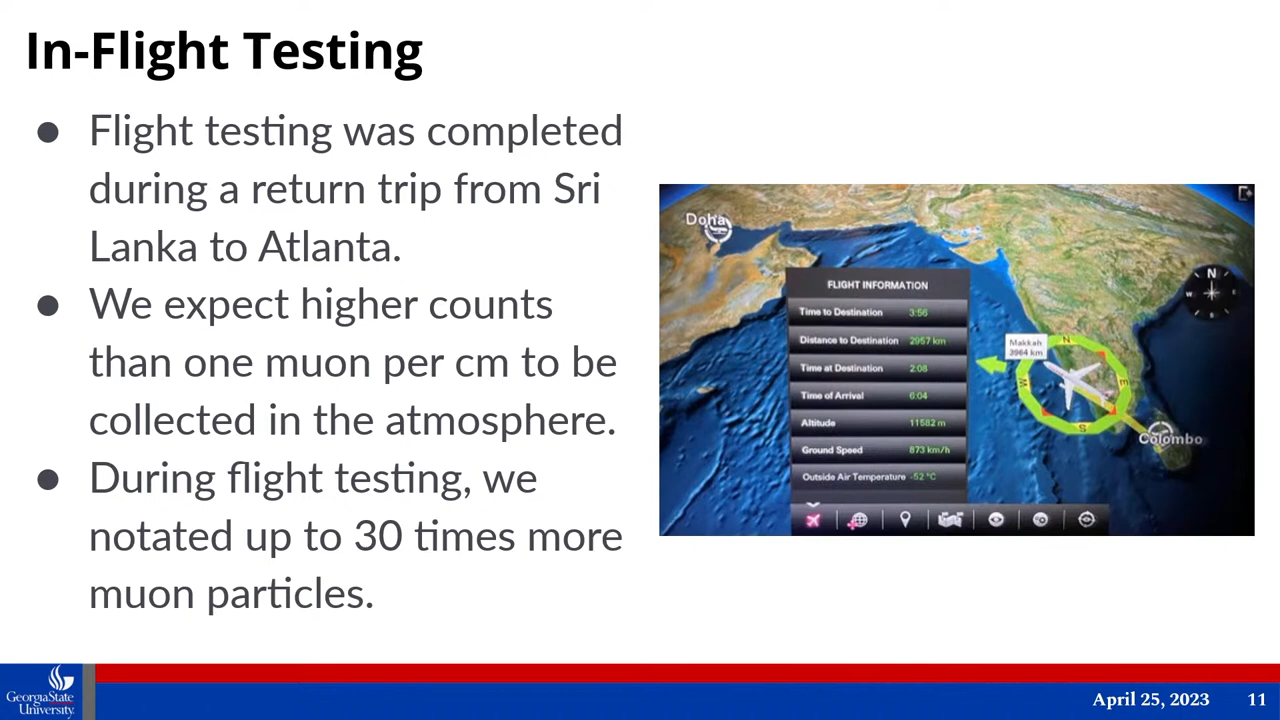 In-Flight Testing
● Flight testing was completed
during a return trip from Sri
Lanka to Atlanta.
● We expect higher counts
than one muon per cm to be
collected in the atmosphere.
● During flight testing, we
notated up to 30 times more
muon particles.
Doha
FLIGHT INFORMATION
Time to Destination 3:56
Distance to Destination 2957 km
Time at Destination 2:08
Time of Arrival 6:04
Altitude 11582 m
Ground Speed 873 km/h
Outside Air Temperature -52 °C
Makkah
3964 km
N
E
S
W
N
E
S
W
Colombo
GeorgiaState
University
April 25, 2023 11